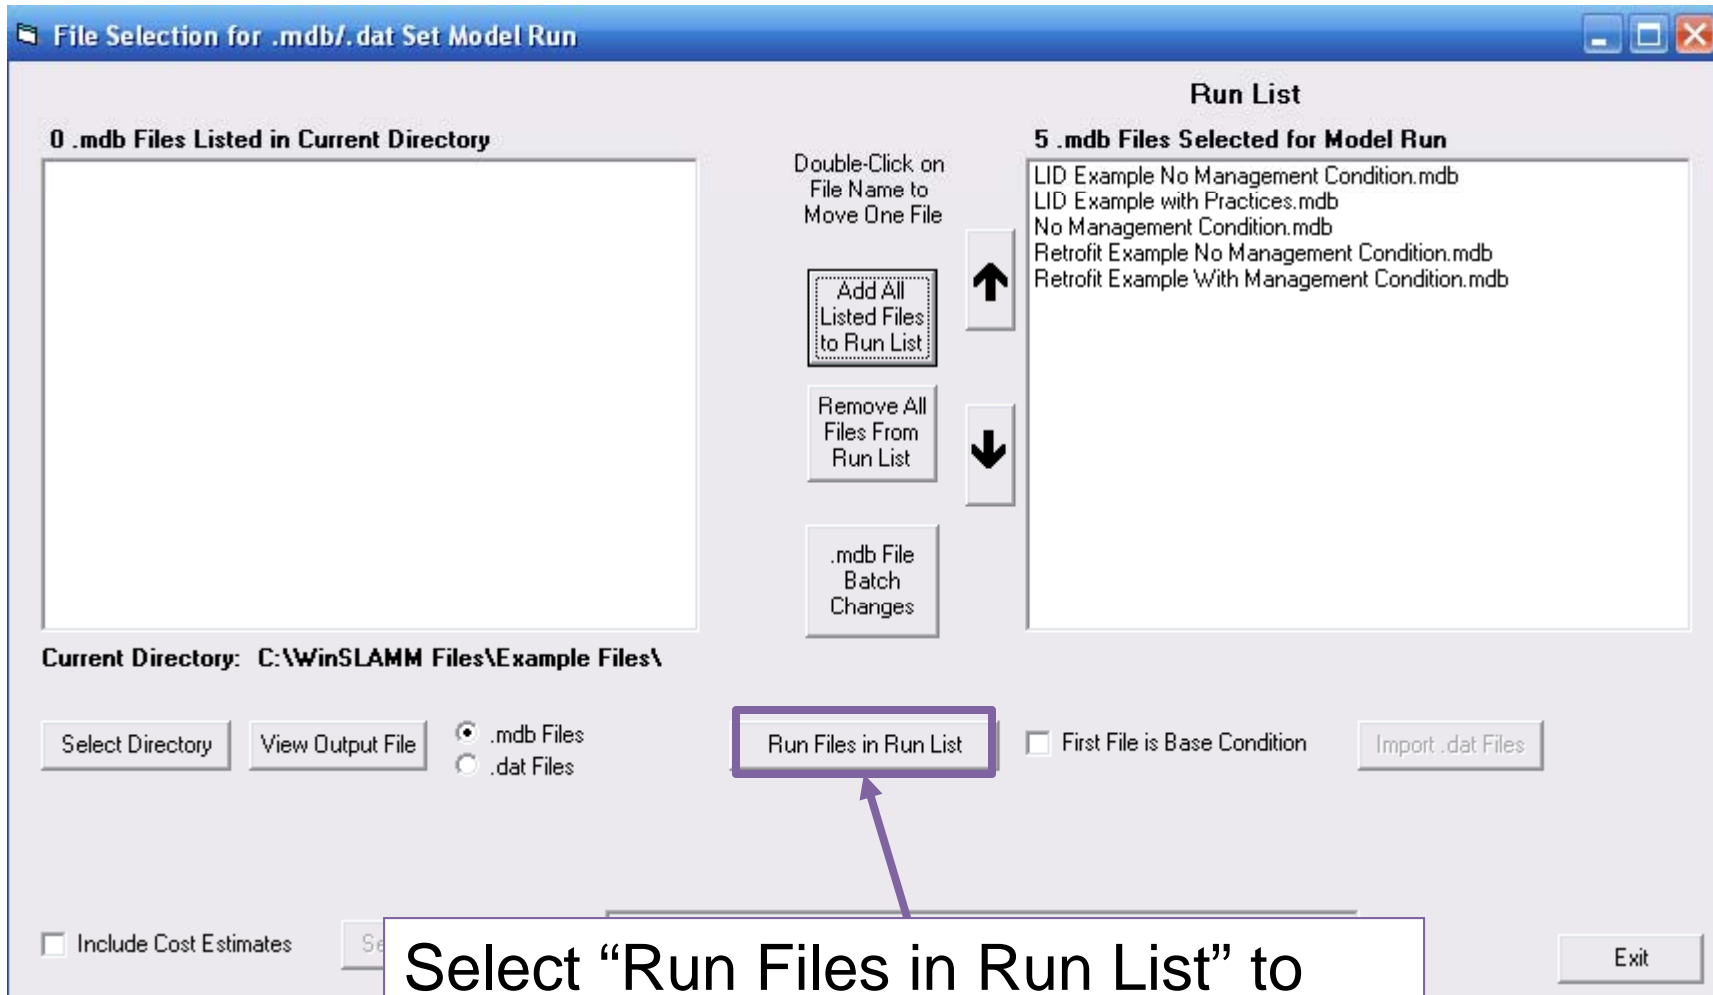 File Selection for .mdb/.dat Set Model Run
Run List
0 .mdb Files Listed in Current Directory
5 .mdb Files Selected for Model Run
Double-Click on
File Name to
Move One File
LID Example No Management Condition.mdb
LID Example with Practices.mdb
No Management Condition.mdb
Retrofit Example No Management Condition.mdb
Retrofit Example With Management Condition.mdb
Add All
Listed Files
to Run List
Remove All
Files From
Run List
.mdb File
Batch
Changes
Current Directory: C:\WinSLAMM Files\Example Files\
Select Directory
View Output File
.mdb Files
.dat Files
Run Files in Run List
First File is Base Condition
Import .dat Files
Include Cost Estimates
Select “Run Files in Run List” to
Exit